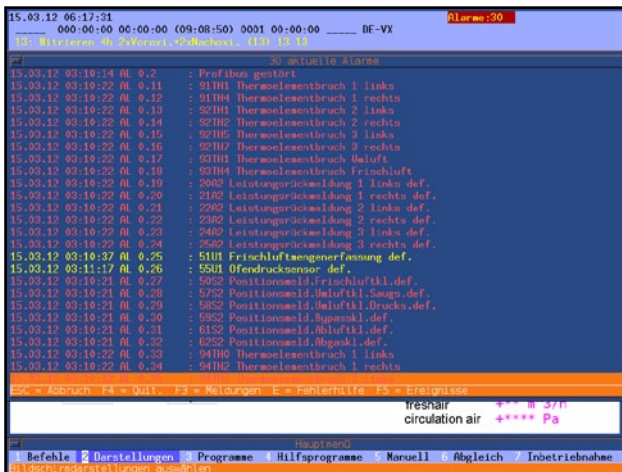 15.03.12 06:17:31 Alarme:30
_____ 000:00:00 00:00:00 (09:08:50) 0001 00:00:00 _____ DE-VX
13: Nitrieren 4h 2xVoroxi.+2xNachoxi. (13) 13 13
30 aktuelle Alarme
15.03.12 03:10:14 AL 0.2 : Profibus gestört
15.03.12 03:10:22 AL 0.11 : 91TH1 Thermoelementbruch 1 links
15.03.12 03:10:22 AL 0.12 : 91TH4 Thermoelementbruch 1 rechts
15.03.12 03:10:22 AL 0.13 : 92TH1 Thermoelementbruch 2 links
15.03.12 03:10:22 AL 0.14 : 92TH2 Thermoelementbruch 2 rechts
15.03.12 03:10:22 AL 0.15 : 92TH5 Thermoelementbruch 3 links
15.03.12 03:10:22 AL 0.16 : 92TH7 Thermoelementbruch 3 rechts
15.03.12 03:10:22 AL 0.17 : 93TH1 Thermoelementbruch Umluft
15.03.12 03:10:22 AL 0.18 : 93TH4 Thermoelementbruch Frischluft
15.03.12 03:10:22 AL 0.19 : 20A2 Leistungsrückmeldung 1 links def.
15.03.12 03:10:22 AL 0.20 : 21A2 Leistungsrückmeldung 1 rechts def.
15.03.12 03:10:22 AL 0.21 : 22A2 Leistungsrückmeldung 2 links def.
15.03.12 03:10:22 AL 0.22 : 23A2 Leistungsrückmeldung 2 rechts def.
15.03.12 03:10:22 AL 0.23 : 24A2 Leistungsrückmeldung 3 links def.
15.03.12 03:10:22 AL 0.24 : 25A2 Leistungsrückmeldung 3 rechts def.
15.03.12 03:10:37 AL 0.25 : 51U1 Frischluftmengenerfassung def.
15.03.12 03:11:17 AL 0.26 : 55U1 Ofendrucksensor def.
15.03.12 03:10:21 AL 0.27 : 50S2 Positionsmeld.Frischluftkl.def.
15.03.12 03:10:21 AL 0.28 : 57S2 Positionsmeld.Umluftkl.Saugs.def.
15.03.12 03:10:21 AL 0.29 : 58S2 Positionsmeld.Umluftkl.Drucks.def.
15.03.12 03:10:21 AL 0.30 : 59S2 Positionsmeld.Bypasskl.def.
15.03.12 03:10:21 AL 0.31 : 61S2 Positionsmeld.Abluftkl.def.
15.03.12 03:10:21 AL 0.32 : 62S2 Positionsmeld.Abgaskl.def.
15.03.12 03:10:22 AL 0.33 : 94TH0 Thermoelementbruch 1 links
15.03.12 03:10:22 AL 0.34 : 94TH2 Thermoelementbruch 1 rechts
ESC = Abbruch F4 = Quit. F3 = Meldungen E = Fehlerhilfe F5 = Ereignisse
freshair +** m 3/h
circulation air +**** Pa
Hauptmenü
1 Befehle 2 Darstellungen 3 Programme 4 Hilfsprogramme 5 Manuell 6 Abgleich 7 Inbetriebnahme
Bildschirmdarstellungen auswählen